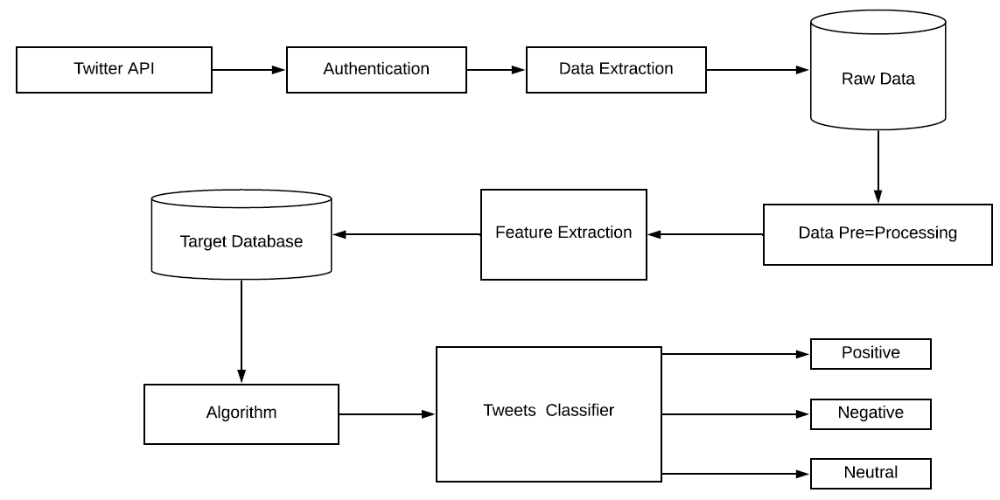 Twitter API
Authentication
Data Extraction
Raw Data
Data Pre=Processing
Feature Extraction
Target Database
Algorithm
Tweets  Classifier
Positive
Negative
Neutral